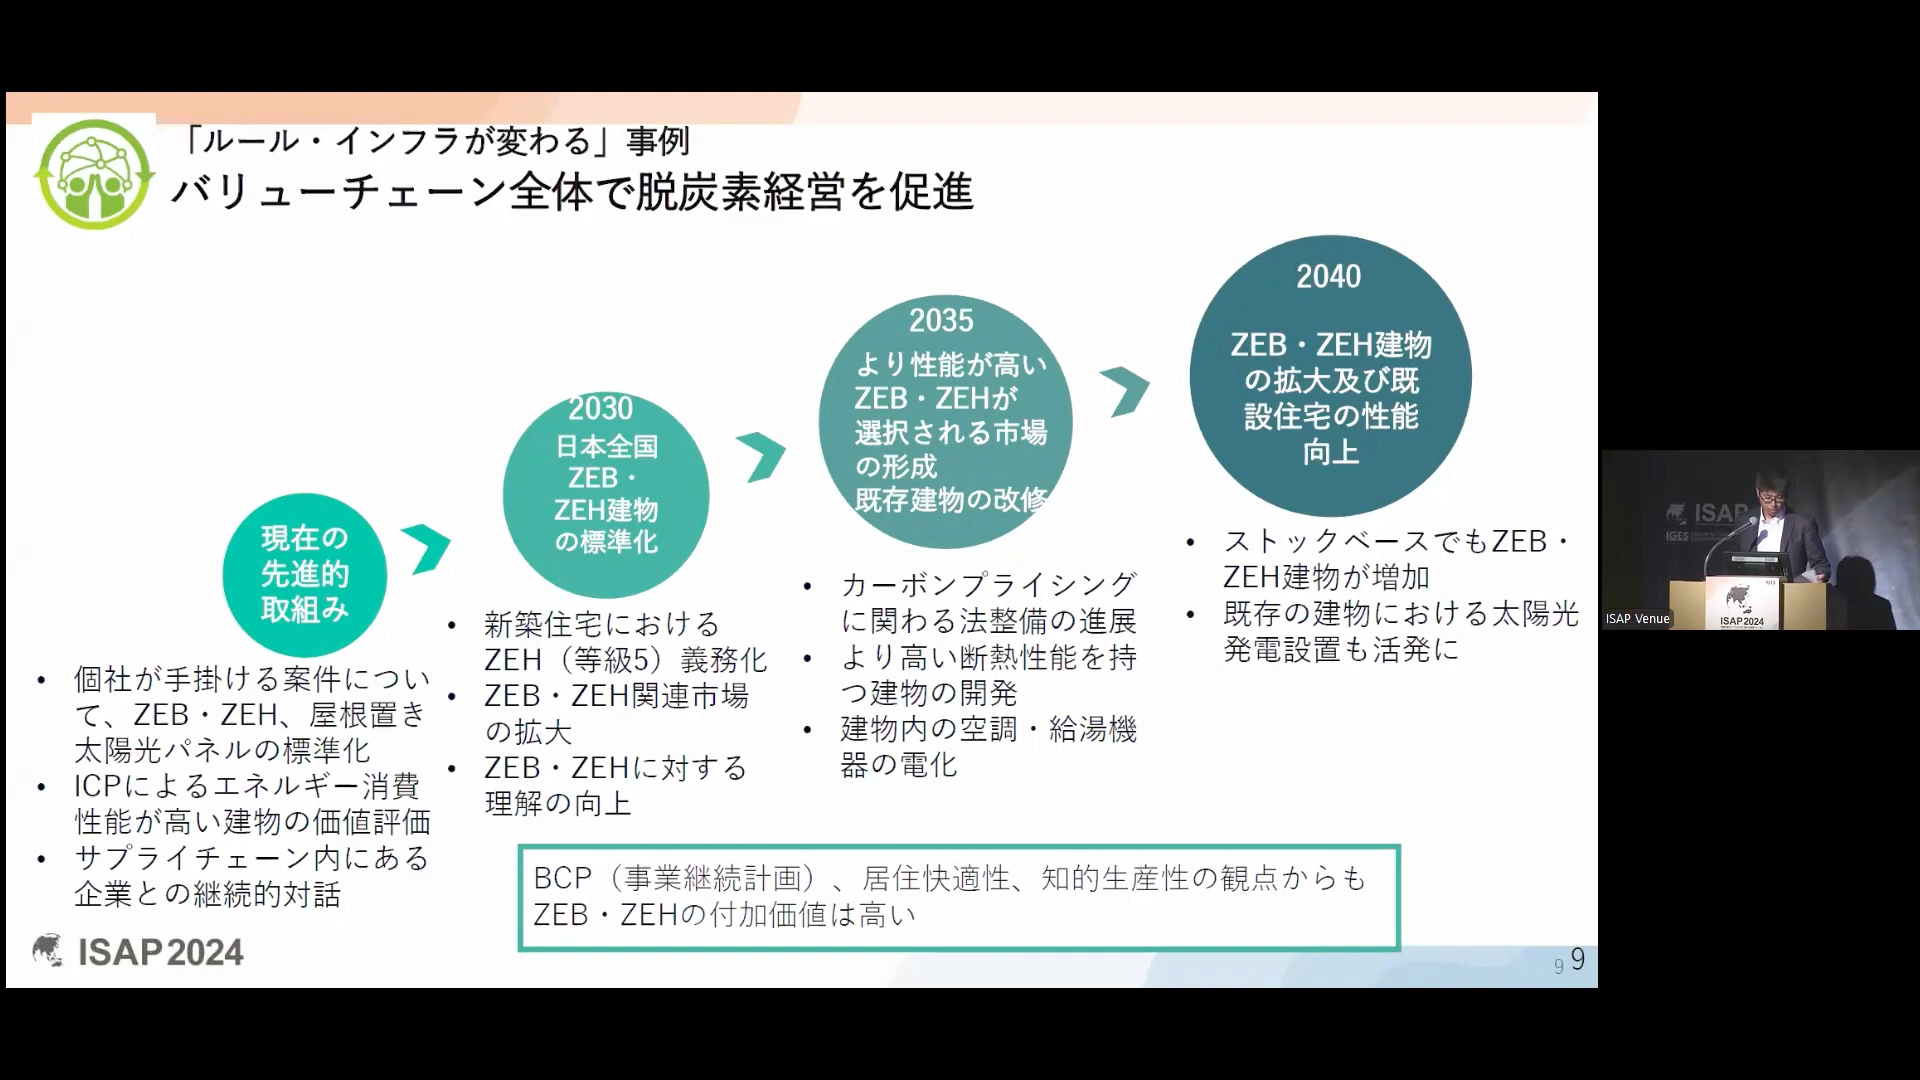 「ルール・インフラが変わる」事例
バリューチェーン全体で脱炭素経営を促進
現在の
先進的
取組み
• 個社が手掛ける案件につい
て、ZEB・ZEH、屋根置き
太陽光パネルの標準化
• ICPによるエネルギー消費
性能が高い建物の価値評価
• サプライチェーン内にある
企業との継続的対話
2030
日本全国
ZEB・
ZEH建物
の標準化
• 新築住宅における
ZEH（等級5）義務化
• ZEB・ZEH関連市場
の拡大
• ZEB・ZEHに対する
理解の向上
2035
より性能が高い
ZEB・ZEHが
選択される市場
の形成
既存建物の改修
• カーボンプライシング
に関わる法整備の進展
• より高い断熱性能を持
つ建物の開発
• 建物内の空調・給湯機
器の電化
2040
ZEB・ZEH建物
の拡大及び既
設住宅の性能
向上
• ストックベースでもZEB・
ZEH建物が増加
• 既存の建物における太陽光
発電設置も活発に
BCP（事業継続計画）、居住快適性、知的生産性の観点からも
ZEB・ZEHの付加価値は高い
ISAP2024
9 9
ISAP
IGES
ISAP2024
ISAP Venue